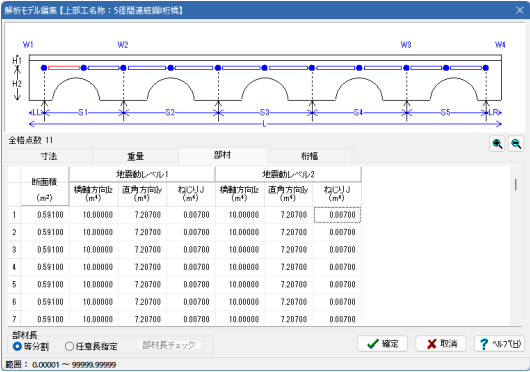 解析モデル編集【上部工名称：5径間連続鋼I桁橋】
W1 W2 W3 W4
H1
H2
LL S1 S2 S3 S4 S5 LR
L
全格点数 11
寸法 重量 部材 桁幅
断面積 (m²) 地震動レベル1 地震動レベル2
橋軸方向Iz (m⁴) 直角方向Iy (m⁴) ねじりJ (m⁴) 橋軸方向Iz (m⁴) 直角方向Iy (m⁴) ねじりJ (m⁴)
1 0.59100 10.00000 7.20700 0.00700 10.00000 7.20700 0.00700
2 0.59100 10.00000 7.20700 0.00700 10.00000 7.20700 0.00700
3 0.59100 10.00000 7.20700 0.00700 10.00000 7.20700 0.00700
4 0.59100 10.00000 7.20700 0.00700 10.00000 7.20700 0.00700
5 0.59100 10.00000 7.20700 0.00700 10.00000 7.20700 0.00700
6 0.59100 10.00000 7.20700 0.00700 10.00000 7.20700 0.00700
7 0.59100 10.00000 7.20700 0.00700 10.00000 7.20700 0.00700
部材長
等分割 任意長指定 部材長チェック
確定 取消 ? ヘルプ(H)
範囲： 0.00001 ～ 99999.99999